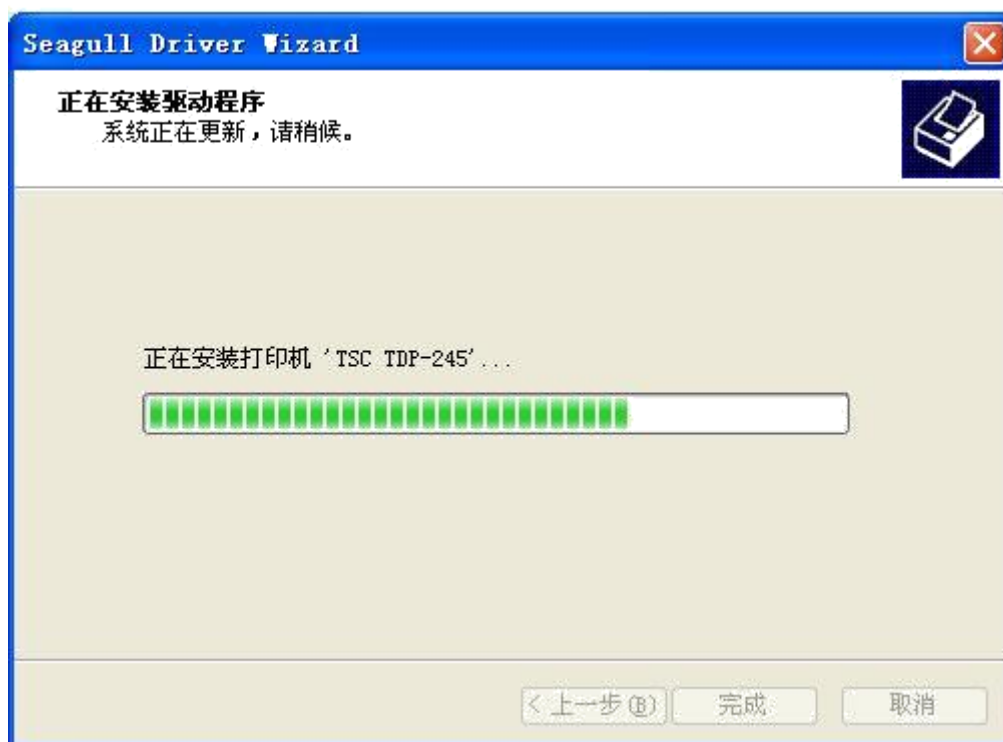 Seagull Driver Wizard
正在安装驱动程序
系统正在更新，请稍候。
正在安装打印机 'TSC TDP-245'...
< 上一步(B)
完成
取消